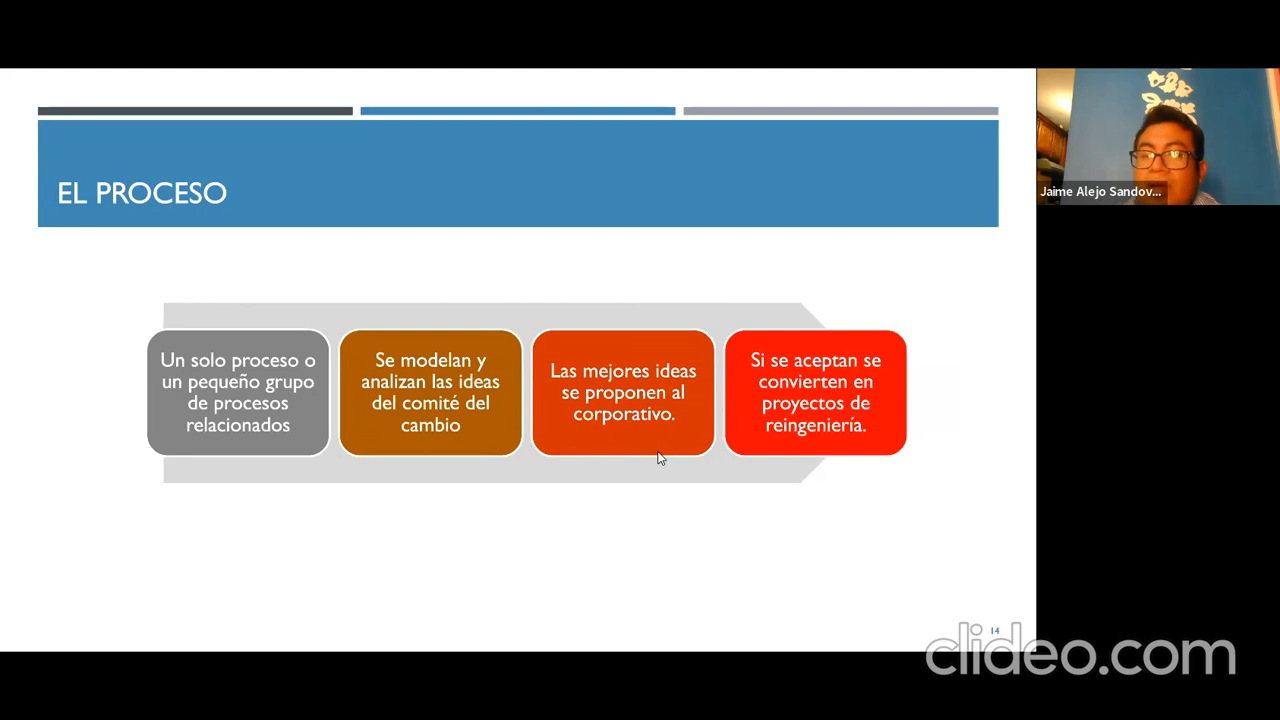 EL PROCESO
Un solo proceso o
un pequeño grupo
de procesos
relacionados
Se modelan y
analizan las ideas
del comité del
cambio
Las mejores ideas
se proponen al
corporativo.
Si se aceptan se
convierten en
proyectos de
reingeniería.
Jaime Alejo Sandov...
14
clideo.com